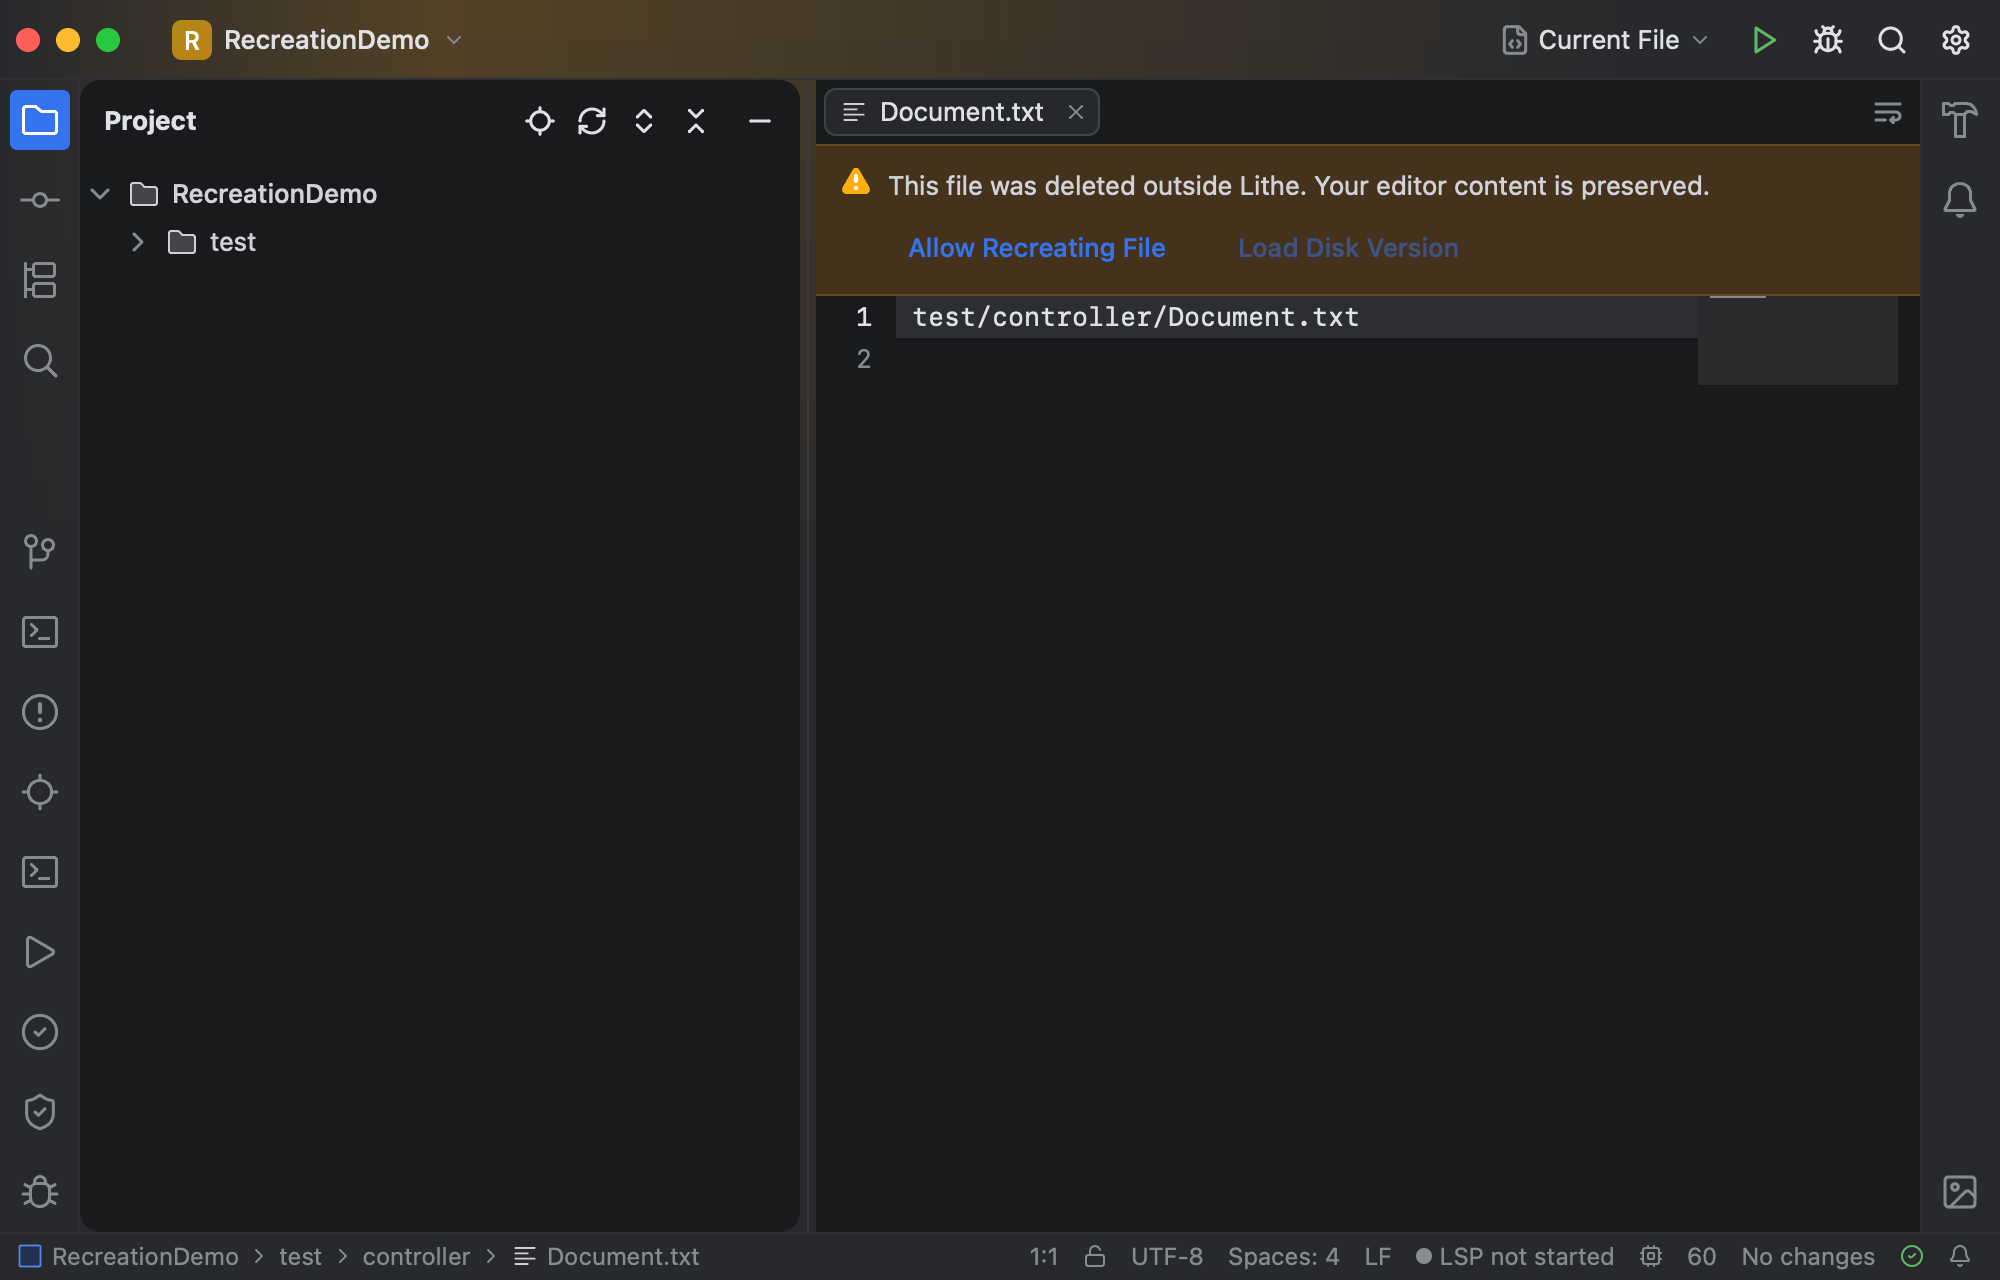 R RecreationDemo
Current File
Project
RecreationDemo
test
Document.txt
This file was deleted outside Lithe. Your editor content is preserved.
Allow Recreating File Load Disk Version
1 test/controller/Document.txt
2
RecreationDemo test controller Document.txt
1:1 UTF-8 Spaces: 4 LF LSP not started 60 No changes